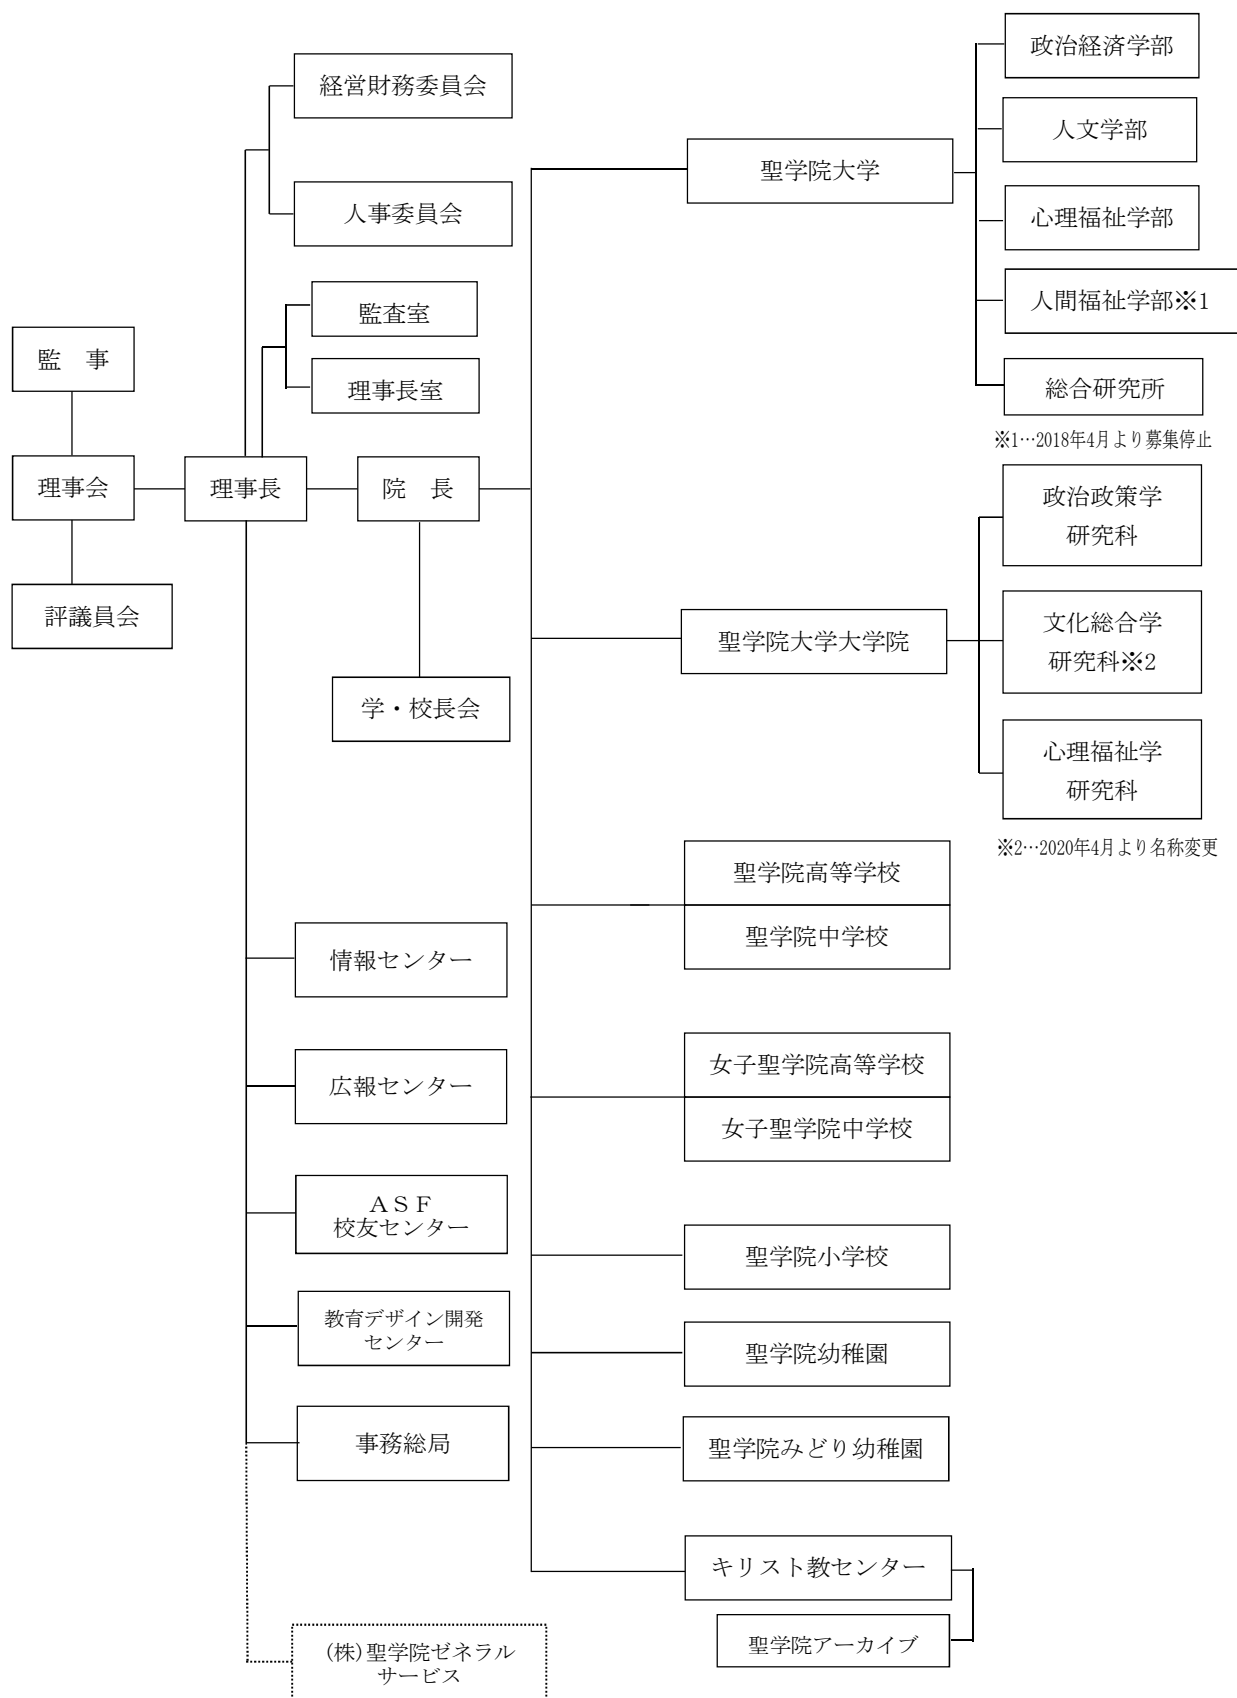 経営財務委員会
人事委員会
監査室
理事長室
監　事
理事会
評議員会
理事長
院　長
学・校長会
情報センター
広報センター
ＡＳＦ
校友センター
教育デザイン開発
センター
事務総局
(株)聖学院ゼネラル
サービス
聖学院大学
政治経済学部
人文学部
心理福祉学部
人間福祉学部※1
総合研究所
※1…2018年4月より募集停止
聖学院大学大学院
政治政策学
研究科
文化総合学
研究科※2
心理福祉学
研究科
※2…2020年4月より名称変更
聖学院高等学校
聖学院中学校
女子聖学院高等学校
女子聖学院中学校
聖学院小学校
聖学院幼稚園
聖学院みどり幼稚園
キリスト教センター
聖学院アーカイブ